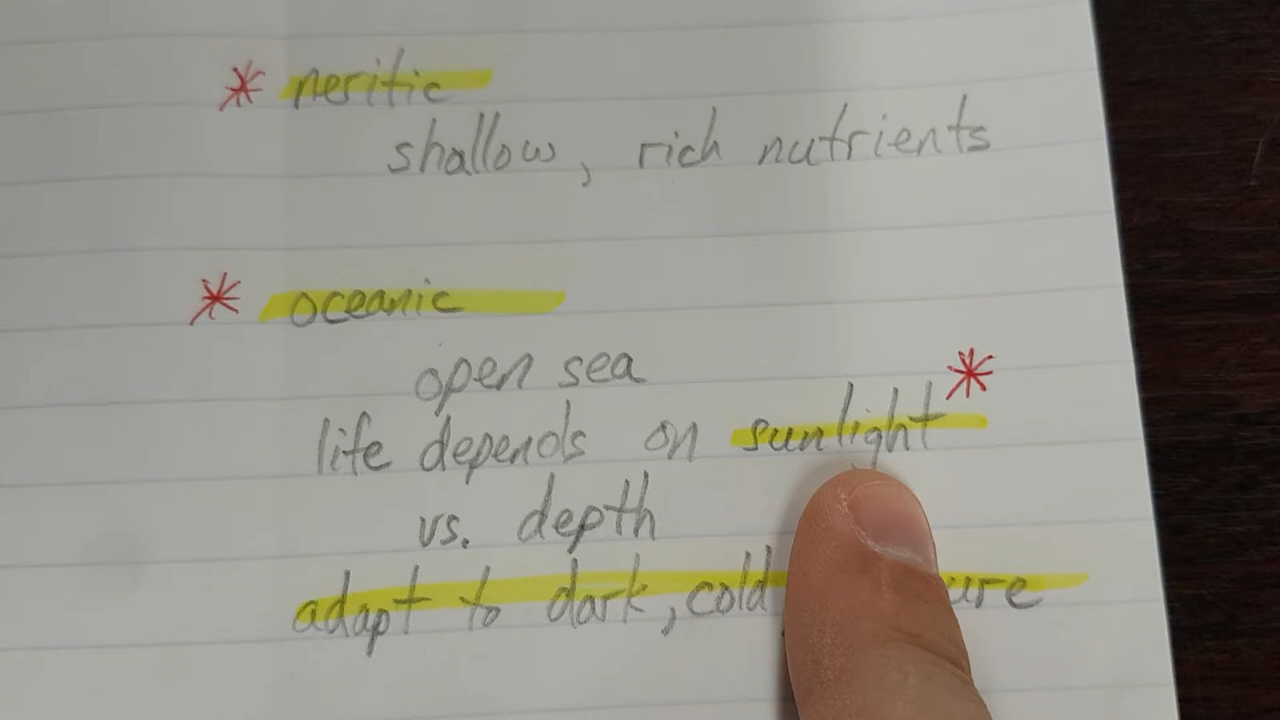 * neritic
shallow, rich nutrients
* oceanic
open sea
life depends on sunlight *
vs. depth
adapt to dark, cold